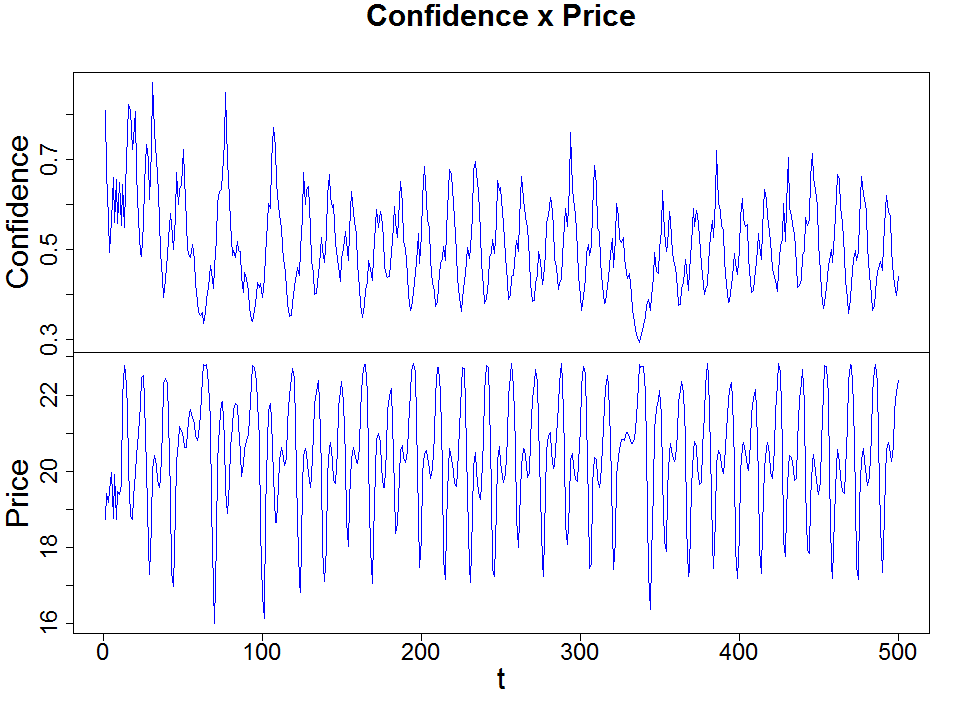 Confidence x Price
Confidence
0.3 0.5 0.7
Price
16 18 20 22
0 100 200 300 400 500
t